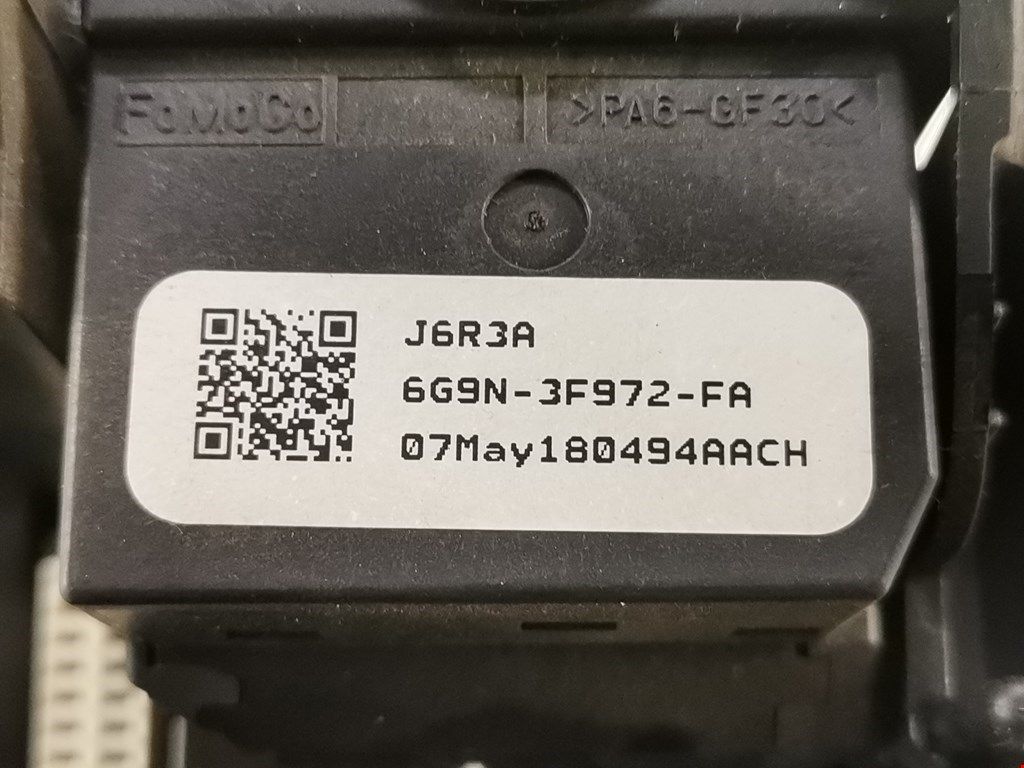 FoMoCo
>PA6-GF30<
J6R3A
6G9N-3F972-FA
07May180494AACH